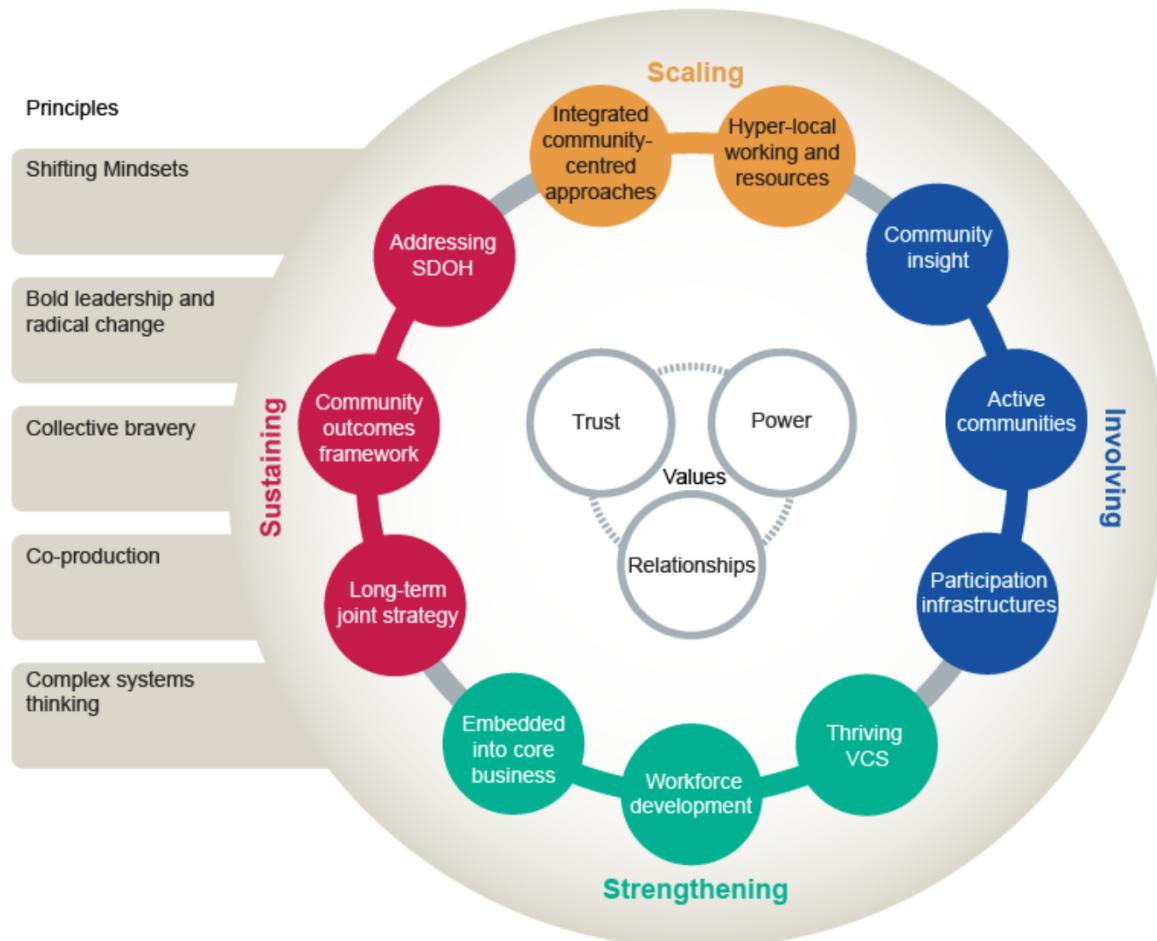 Principles
Shifting Mindsets
Bold leadership and
radical change
Collective bravery
Co-production
Complex systems
thinking
Scaling
Integrated
community-
centred
approaches
Hyper-local
working and
resources
Involving
Community
insight
Active
communities
Participation
infrastructures
Strengthening
Thriving
VCS
Workforce
development
Embedded
into core
business
Sustaining
Long-term
joint strategy
Community
outcomes
framework
Addressing
SDOH
Trust
Power
Values
Relationships